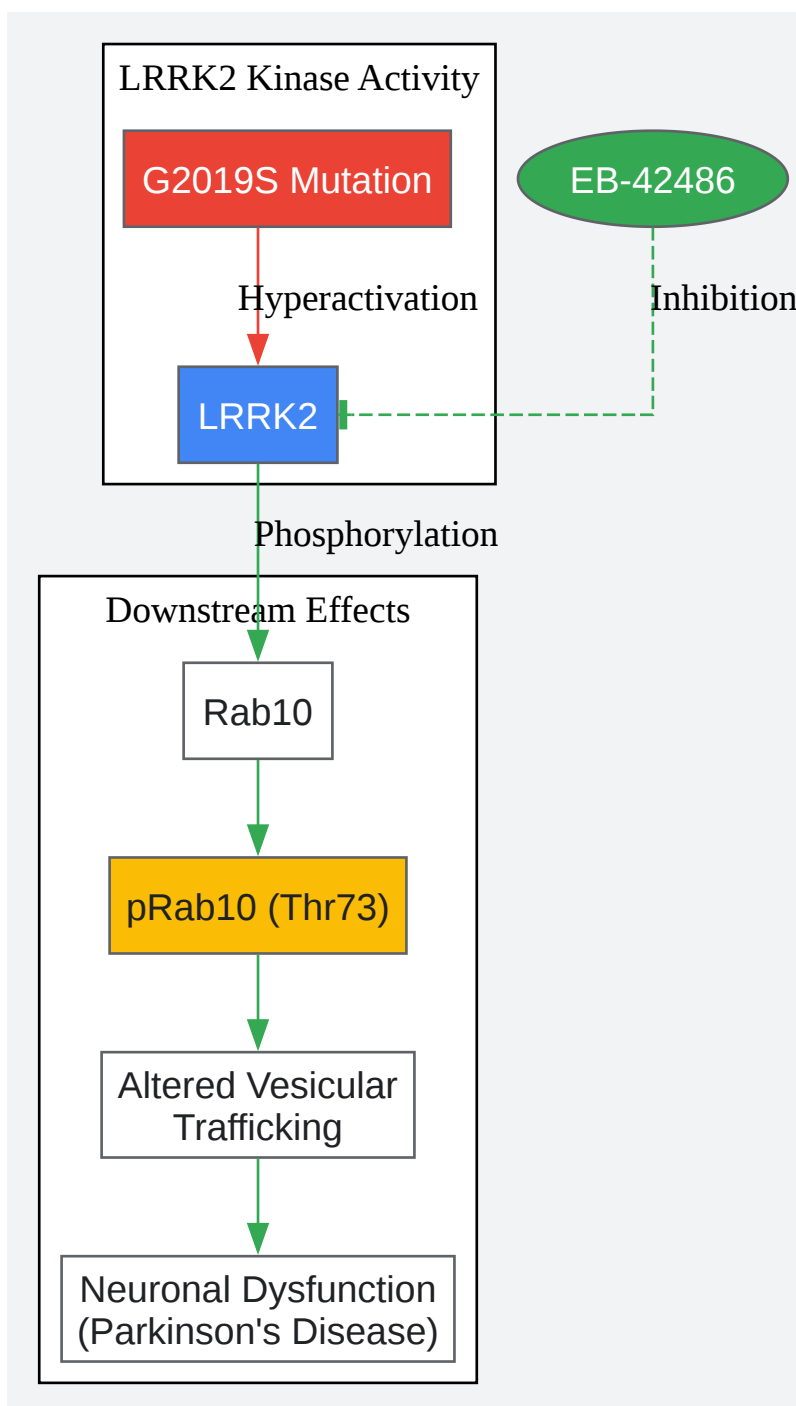 LRRK2 Kinase Activity
G2019S Mutation
EB-42486
Hyperactivation
Inhibition
LRRK2
Phosphorylation
Downstream Effects
Rab10
pRab10 (Thr73)
Altered Vesicular
Trafficking
Neuronal Dysfunction
(Parkinson's Disease)